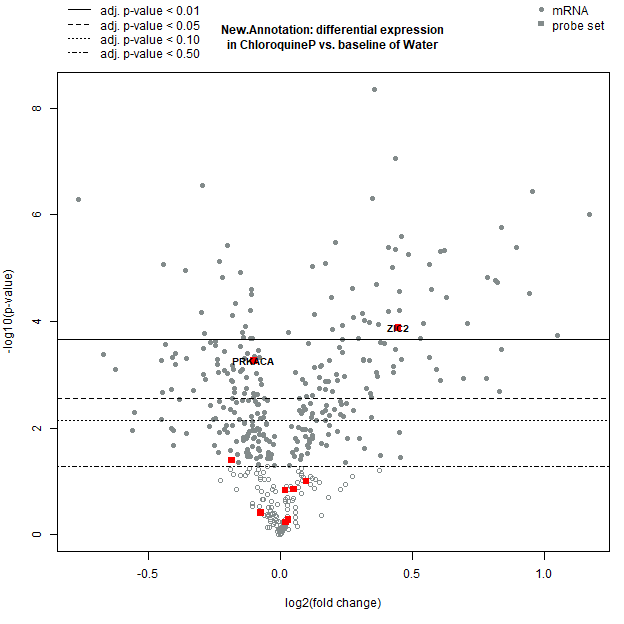 adj. p-value < 0.01
adj. p-value < 0.05
adj. p-value < 0.10
adj. p-value < 0.50
New.Annotation: differential expression
in ChloroquineP vs. baseline of Water
mRNA
probe set
8
6
4
2
0
-log10(p-value)
ZIC2
PRKACA
-0.5
0.0
0.5
1.0
log2(fold change)